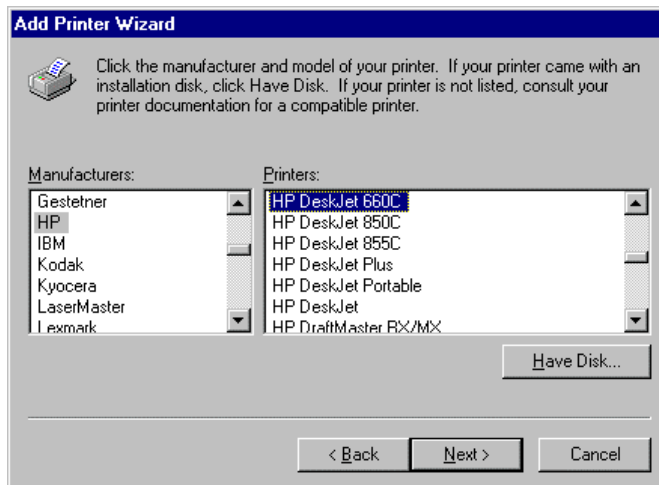 Add Printer Wizard
Click the manufacturer and model of your printer. If your printer came with an
installation disk, click Have Disk. If your printer is not listed, consult your
printer documentation for a compatible printer.
Manufacturers:
Gestetner
HP
IBM
Kodak
Kyocera
LaserMaster
Lexmark
Printers:
HP DeskJet 660C
HP DeskJet 850C
HP DeskJet 855C
HP DeskJet Plus
HP DeskJet Portable
HP DeskJet
HP DraftMaster RX/MX
Have Disk...
< Back
Next >
Cancel